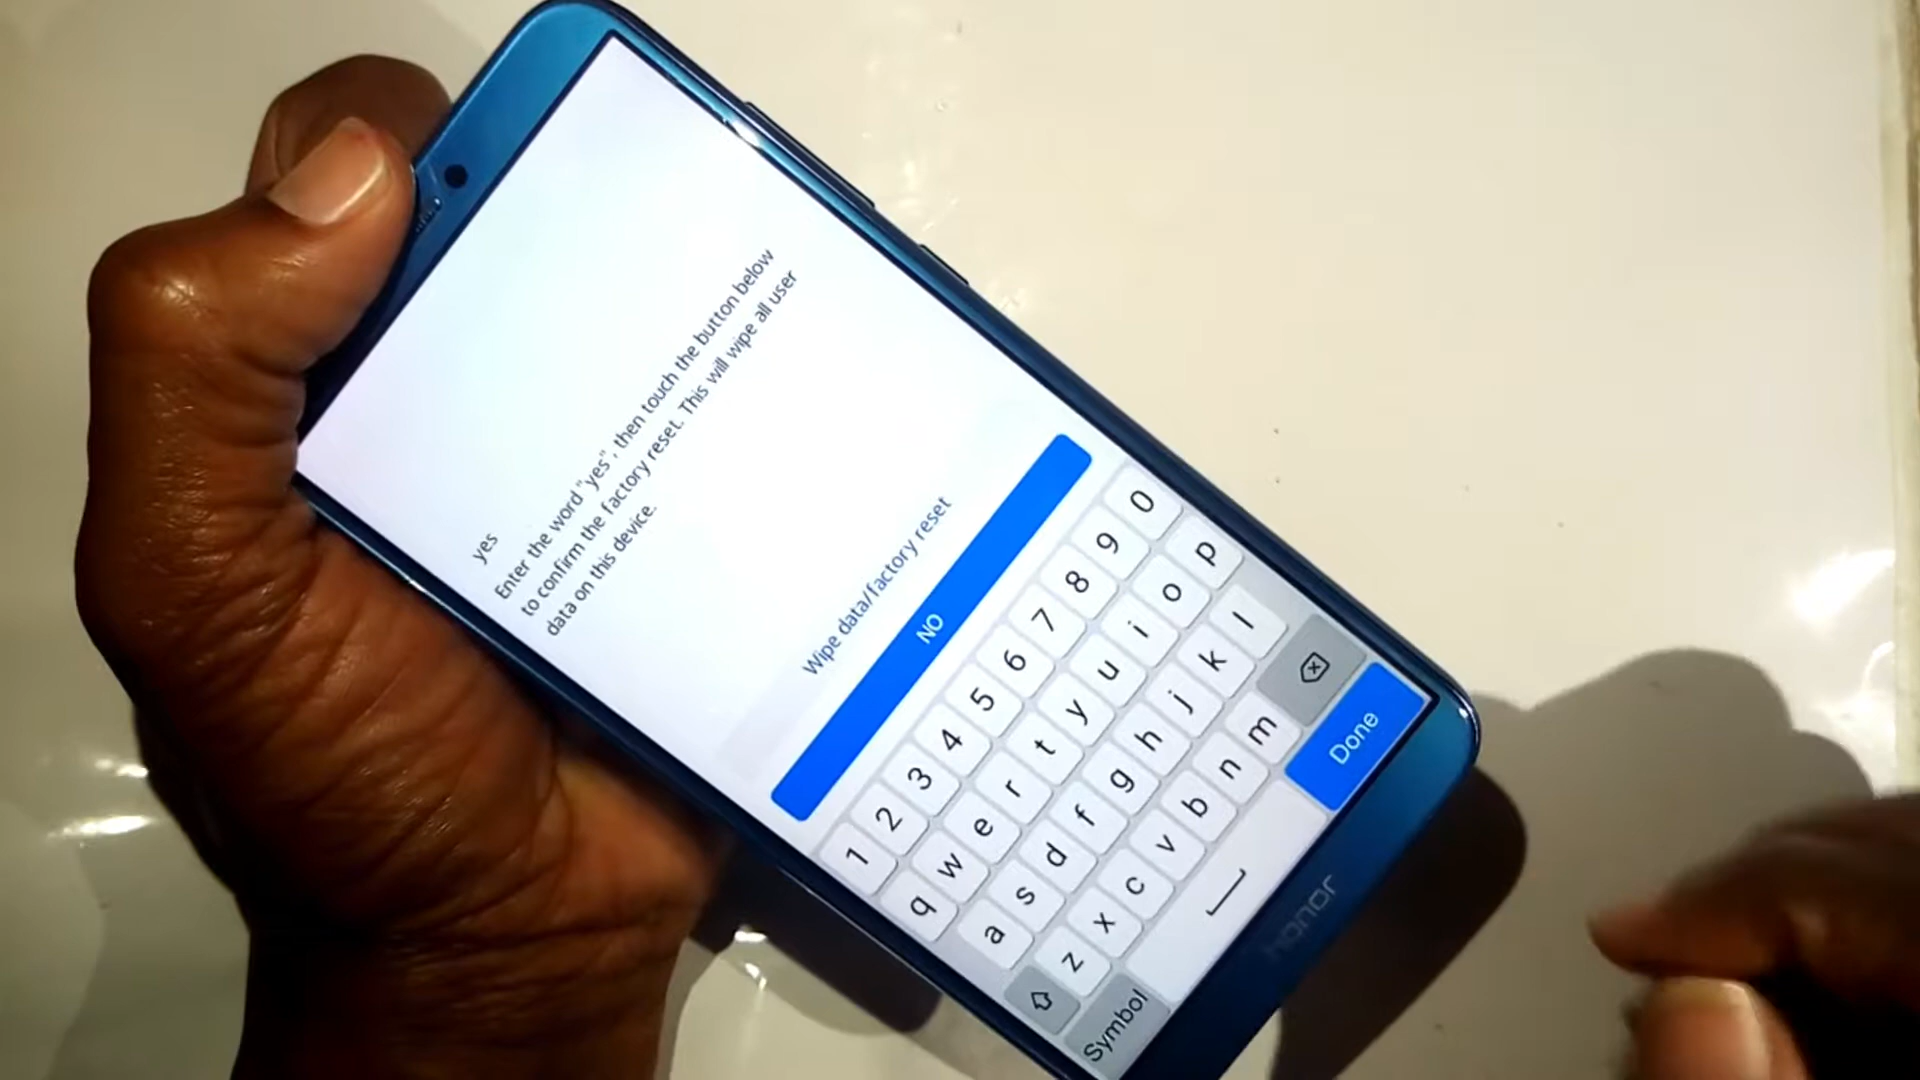 yes
Enter the word "yes", then touch the button below
to confirm the factory reset. This will wipe all user
data on this device.
Wipe data/factory reset
NO
1 2 3 4 5 6 7 8 9 0
q w e r t y u i o p
a s d f g h j k l
z x c v b n m
Symbol Done
honor